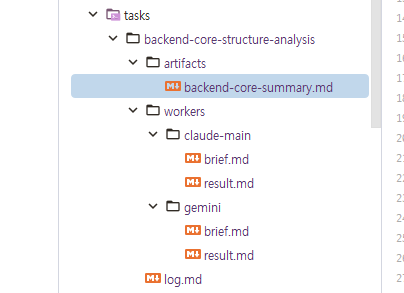 tasks
backend-core-structure-analysis
artifacts
backend-core-summary.md
workers
claude-main
brief.md
result.md
gemini
brief.md
result.md
log.md